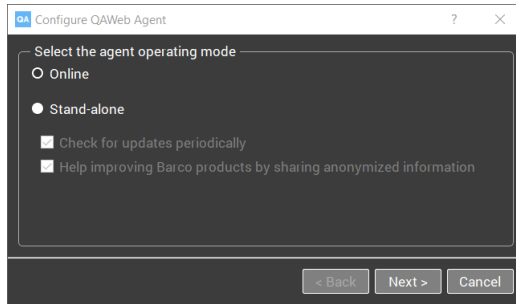 QA Configure QAWeb Agent ? ×
Select the agent operating mode
Online
Stand-alone
Check for updates periodically
Help improving Barco products by sharing anonymized information
< Back Next > Cancel